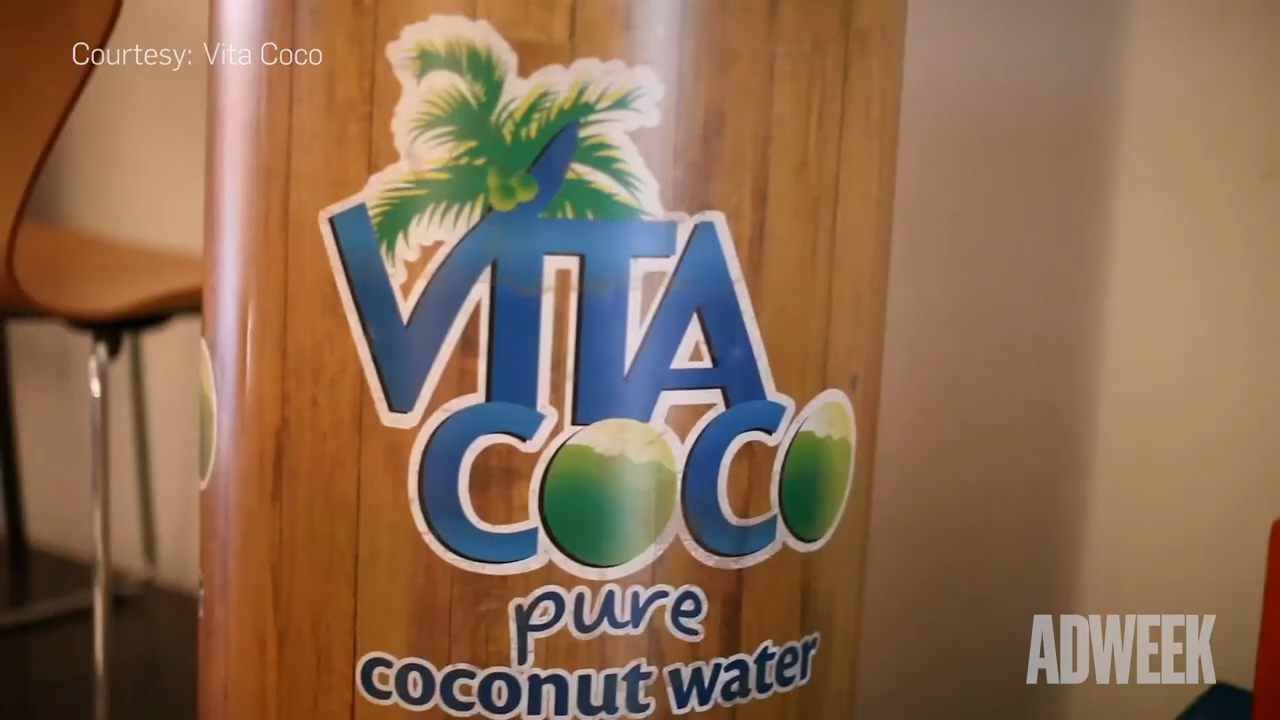 Courtesy: Vita Coco
VITA
COCO
pure
coconut water
ADWEEK